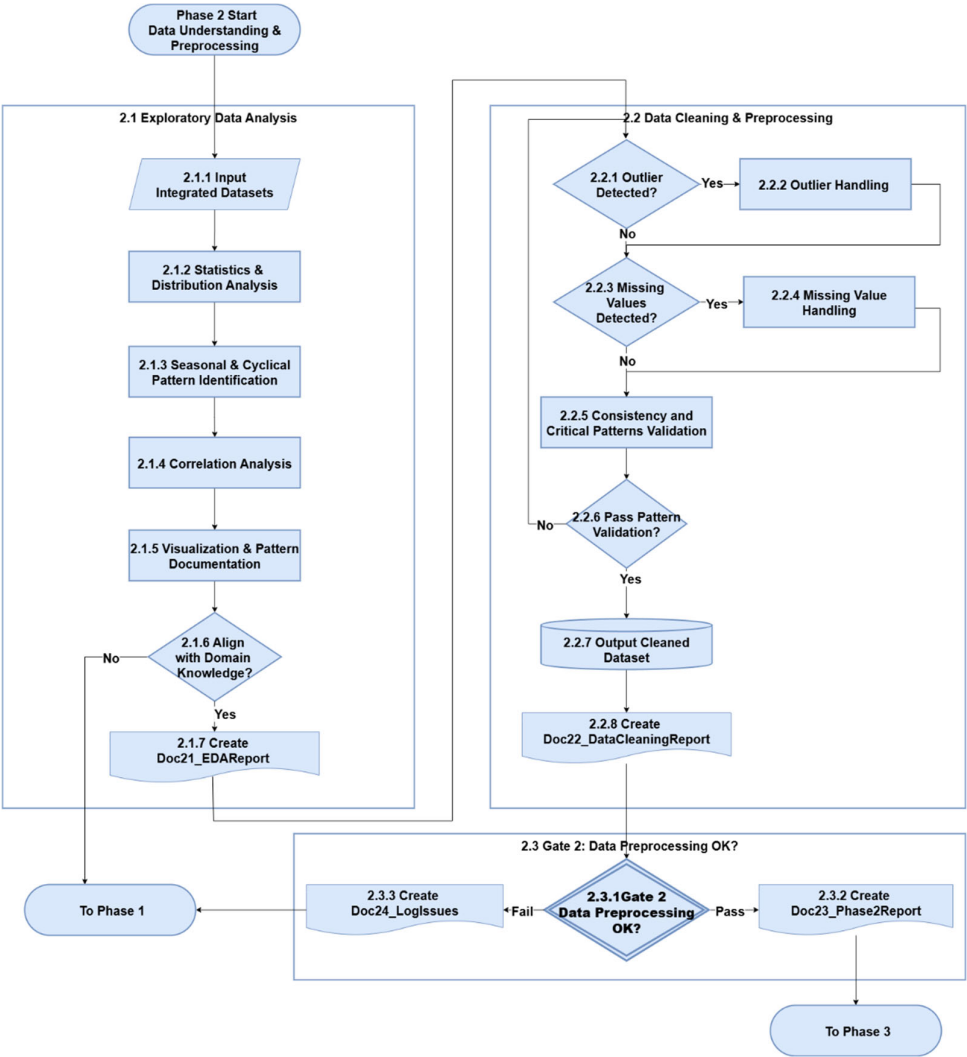 Phase 2 Start
Data Understanding &
Preprocessing
2.1 Exploratory Data Analysis
2.1.1 Input
Integrated Datasets
2.1.2 Statistics &
Distribution Analysis
2.1.3 Seasonal & Cyclical
Pattern Identification
2.1.4 Correlation Analysis
2.1.5 Visualization & Pattern
Documentation
2.1.6 Align
with Domain
Knowledge?
No
Yes
2.1.7 Create
Doc21_EDAReport
2.2 Data Cleaning & Preprocessing
2.2.1 Outlier
Detected?
Yes
2.2.2 Outlier Handling
No
2.2.3 Missing
Values
Detected?
Yes
2.2.4 Missing Value
Handling
No
2.2.5 Consistency and
Critical Patterns Validation
2.2.6 Pass Pattern
Validation?
No
Yes
2.2.7 Output Cleaned
Dataset
2.2.8 Create
Doc22_DataCleaningReport
2.3 Gate 2: Data Preprocessing OK?
2.3.1Gate 2
Data Preprocessing
OK?
Fail
Pass
2.3.3 Create
Doc24_LogIssues
2.3.2 Create
Doc23_Phase2Report
To Phase 1
To Phase 3